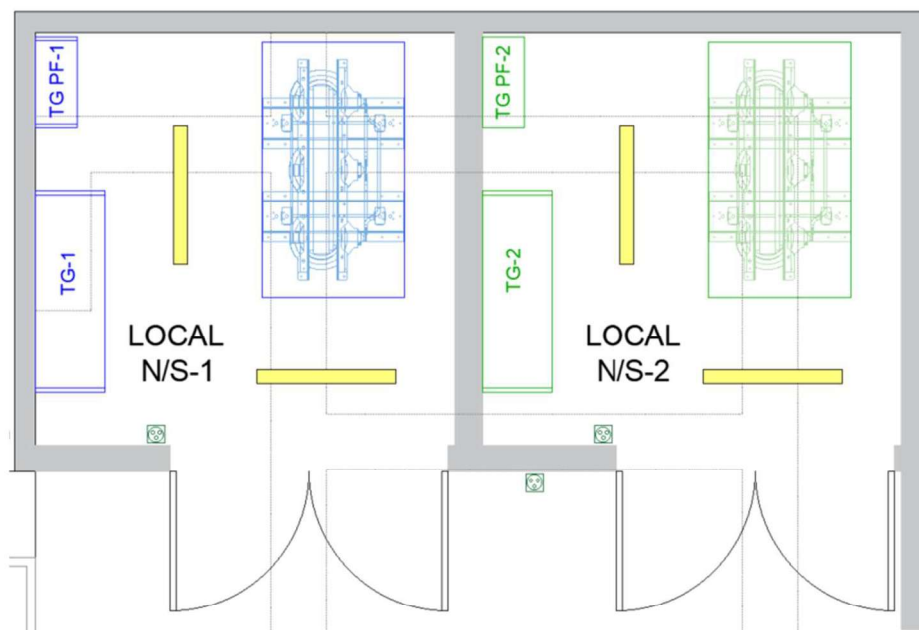 TG PF-1
TG PF-2
TG-1
TG-2
LOCAL
N/S-1
LOCAL
N/S-2